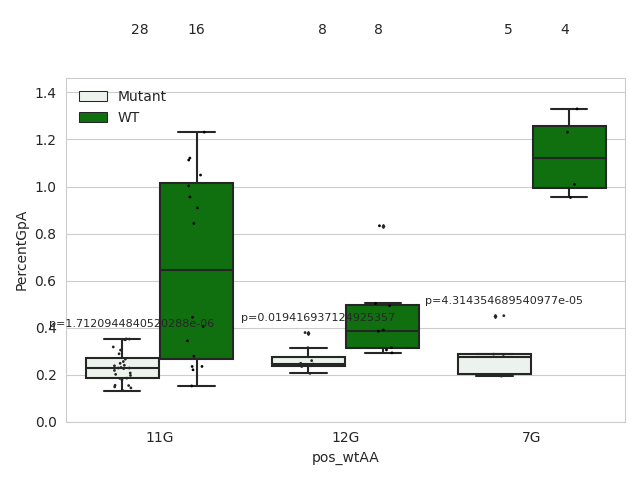 28 16 8 8 5 4
1.4
Mutant
WT
1.2
1.0
0.8
0.6
0.4
0.2
0.0
PercentGpA
p=1.7120944840520288e-06
p=0.019416937124925357
p=4.314354689540977e-05
11G 12G 7G
pos_wtAA